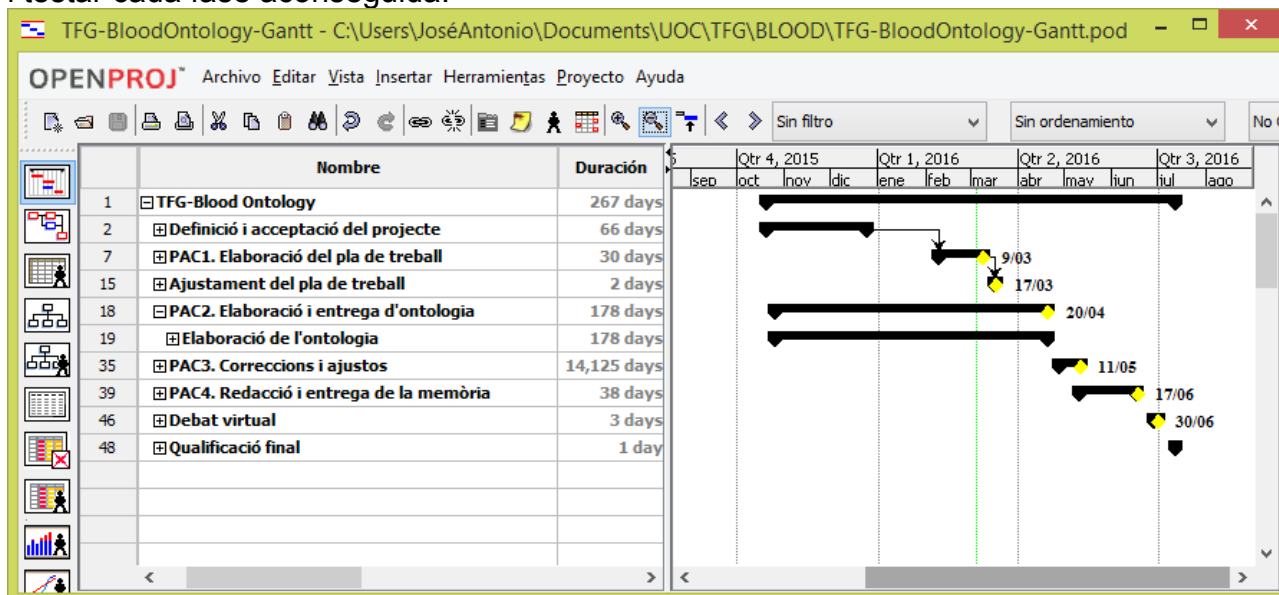 TFG-BloodOntology-Gantt - C:\Users\JoséAntonio\Documents\UOC\TFG\BLOOD\TFG-BloodOntology-Gantt.pod
OPENPROJ™ Archivo Editar Vista Insertar Herramientas Proyecto Ayuda
Sin filtro Sin ordenamiento No
Nombre Duración 5 Qtr 4, 2015 Qtr 1, 2016 Qtr 2, 2016 Qtr 3, 2016
sep oct nov dic ene feb mar abr may jun jul ago
1 TFG-Blood Ontology 267 days
2 Definició i acceptació del projecte 66 days
7 PAC1. Elaboració del pla de treball 30 days 9/03
15 Ajustament del pla de treball 2 days 17/03
18 PAC2. Elaboració i entrega d'ontologia 178 days 20/04
19 Elaboració de l'ontologia 178 days
35 PAC3. Correccions i ajustos 14,125 days 11/05
39 PAC4. Redacció i entrega de la memòria 38 days 17/06
46 Debat virtual 3 days 30/06
48 Qualificació final 1 day